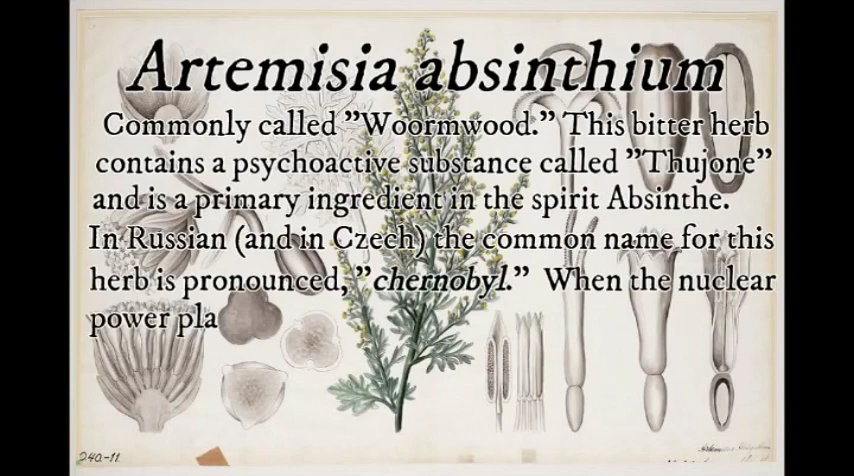 Artemisia absinthium
Commonly called "Woormwood." This bitter herb
contains a psychoactive substance called "Thujone"
and is a primary ingredient in the spirit Absinthe.
In Russian (and in Czech) the common name for this
herb is pronounced, "chernobyl." When the nuclear
power pla
D40-11.